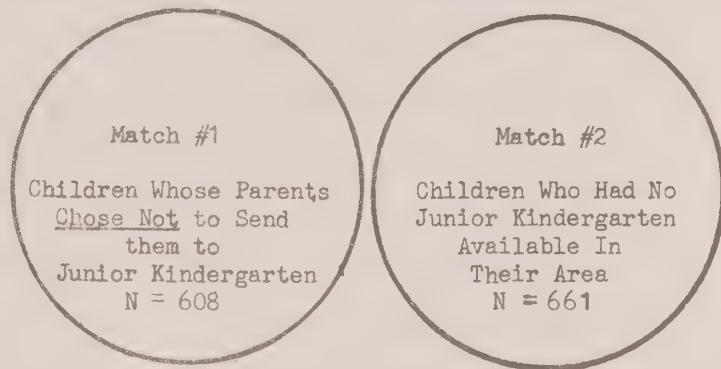 Match #1
Children Whose Parents
Chose Not to Send
them to
Junior Kindergarten
N = 608
Match #2
Children Who Had No
Junior Kindergarten
Available In
Their Area
N = 661